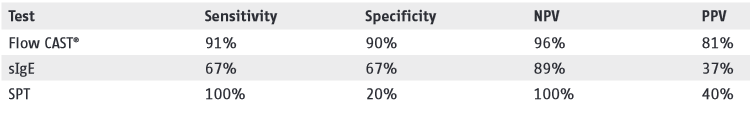 Test Sensitivity Specificity NPV PPV
Flow CAST® 91% 90% 96% 81%
sIgE 67% 67% 89% 37%
SPT 100% 20% 100% 40%